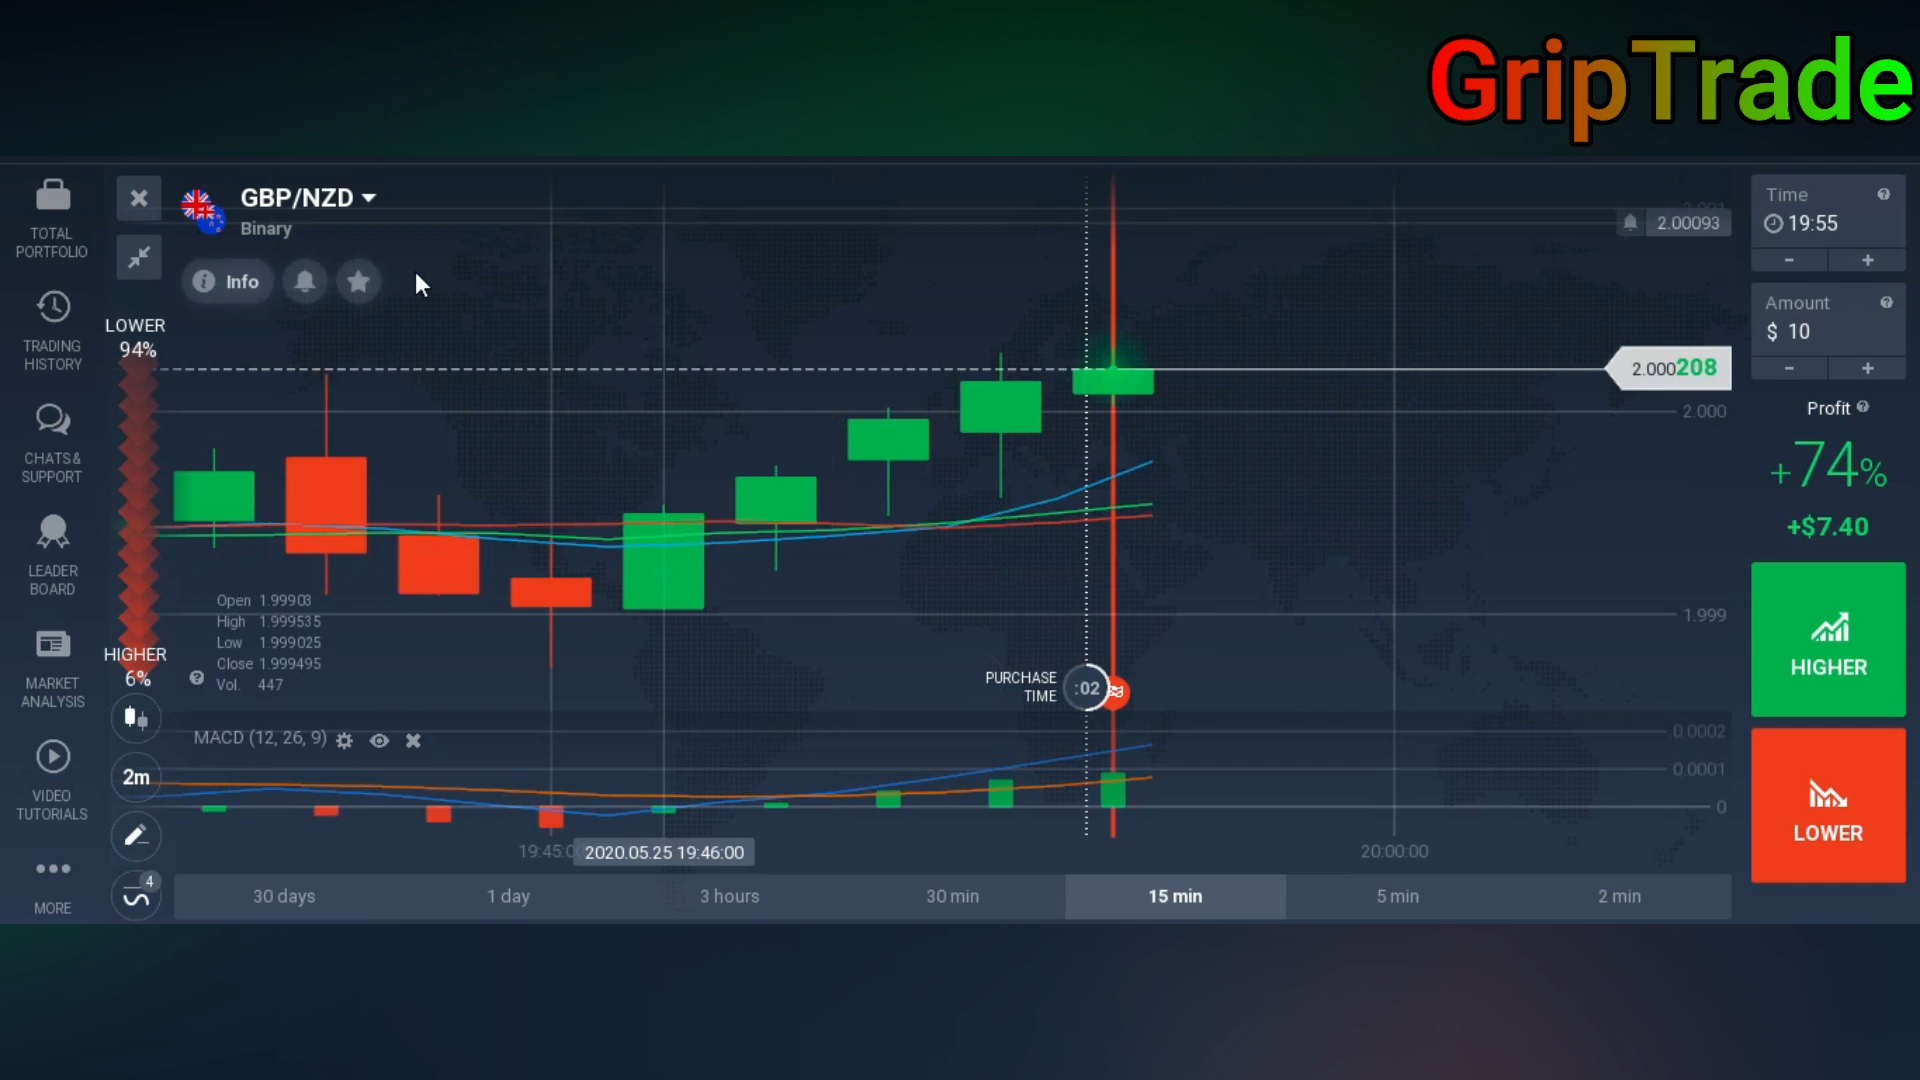 GripTrade
TOTAL
PORTFOLIO
TRADING
HISTORY
CHATS &
SUPPORT
LEADER
BOARD
MARKET
ANALYSIS
VIDEO
TUTORIALS
MORE
GBP/NZD
Binary
Info
LOWER
94%
HIGHER
6%
Open 1.99903
High 1.999535
Low 1.999025
Close 1.999495
Vol. 447
2m
4
MACD (12, 26, 9)
PURCHASE
TIME
:02
2.00093
2.000208
2.000
1.999
0.0002
0.0001
0
2020.05.25 19:46:00
20:00:00
30 days
1 day
3 hours
30 min
15 min
5 min
2 min
Time
19:55
- +
Amount
$ 10
- +
Profit
+74%
+$7.40
HIGHER
LOWER